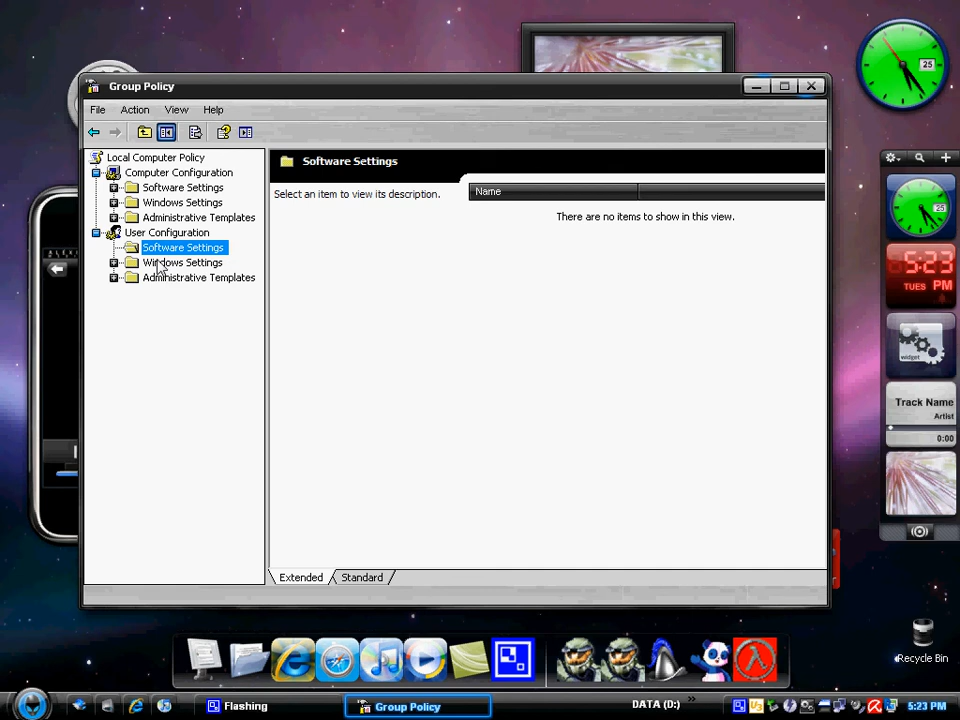 25
Group Policy
File Action View Help
Local Computer Policy
Computer Configuration
Software Settings
Windows Settings
Administrative Templates
User Configuration
Software Settings
Windows Settings
Administrative Templates
Software Settings
Select an item to view its description.
Name
There are no items to show in this view.
Extended
Standard
25
5:23
TUES PM
widget
Track Name
Artist
0:00
Recycle Bin
Flashing
Group Policy
DATA (D:)
5:23 PM